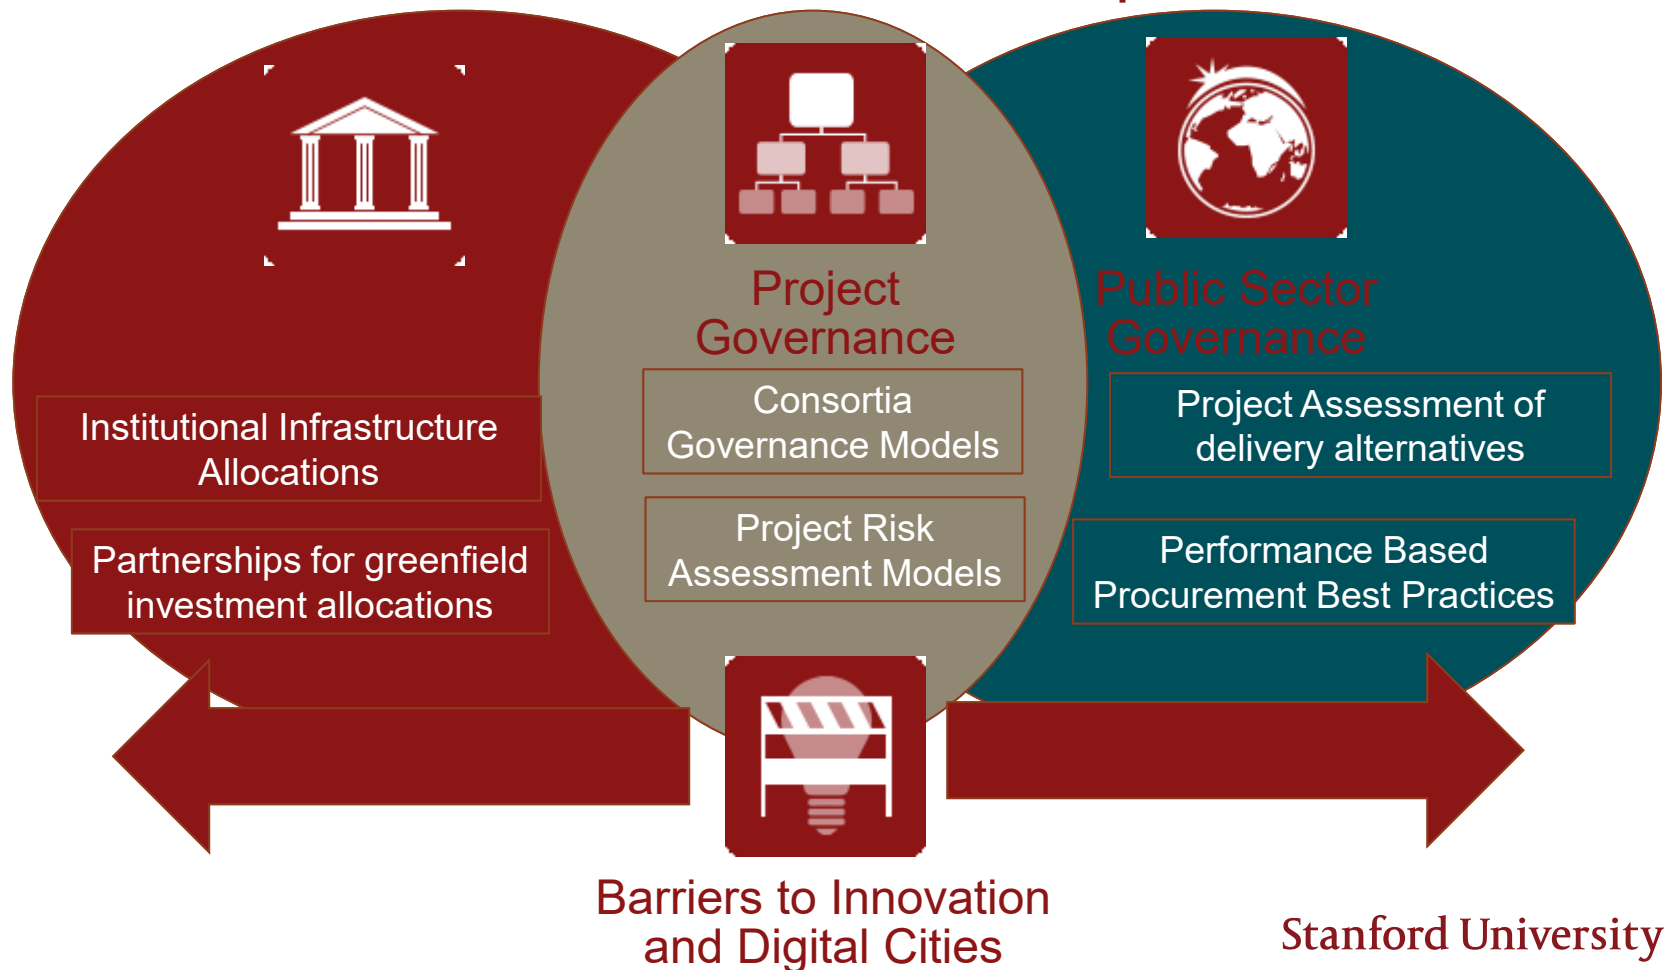 Project
Governance
Public Sector
Governance
Institutional Infrastructure
Allocations
Consortia
Governance Models
Project Assessment of
delivery alternatives
Partnerships for greenfield
investment allocations
Project Risk
Assessment Models
Performance Based
Procurement Best Practices
Barriers to Innovation
and Digital Cities
Stanford University